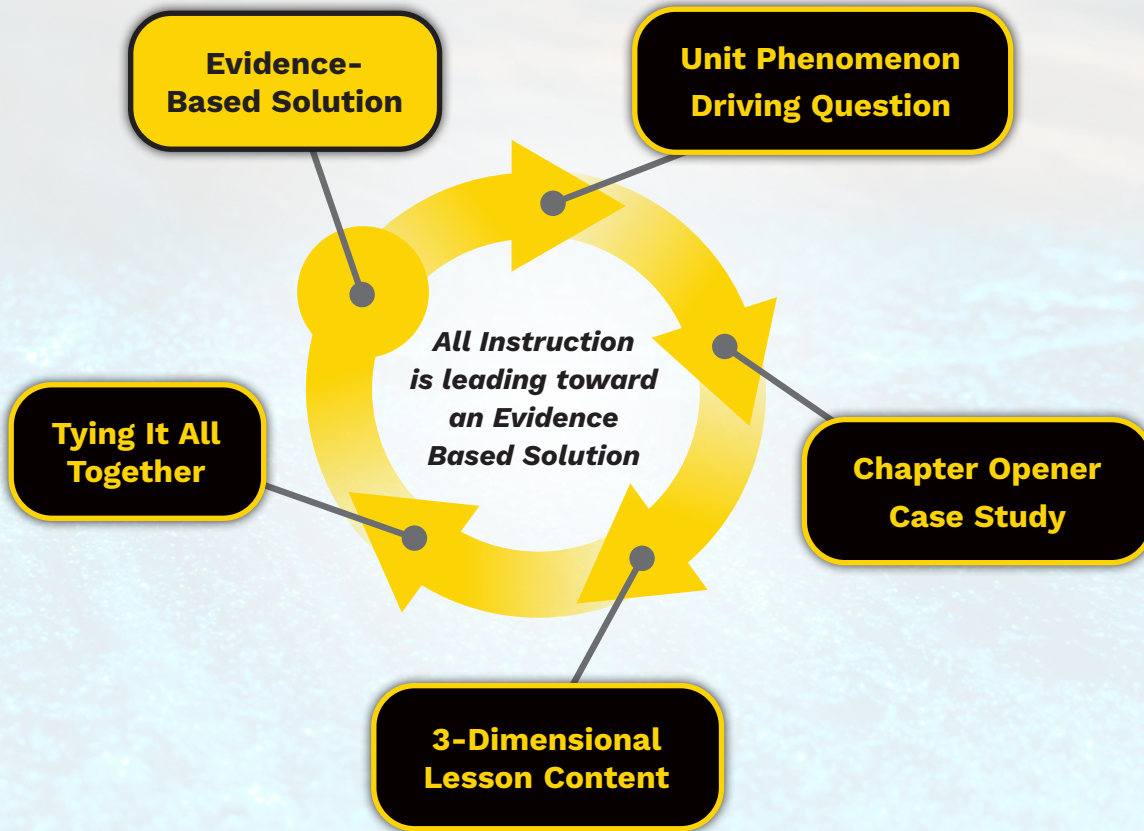 Evidence-
Based Solution
Unit Phenomenon
Driving Question
All Instruction
is leading toward
an Evidence
Based Solution
Tying It All
Together
Chapter Opener
Case Study
3-Dimensional
Lesson Content